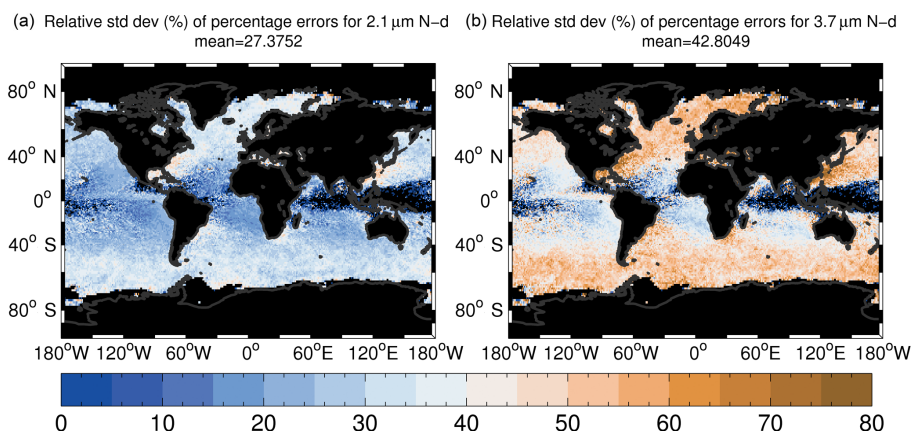 (a) Relative std dev (%) of percentage errors for 2.1 µm N−d
mean=27.3752
80° N
40° N
0°
40° S
80° S
180°W 120°W 60°W 0° 60°E 120°E 180°W
(b) Relative std dev (%) of percentage errors for 3.7 µm N−d
mean=42.8049
80° N
40° N
0°
40° S
80° S
180°W 120°W 60°W 0° 60°E 120°E 180°W
0 10 20 30 40 50 60 70 80